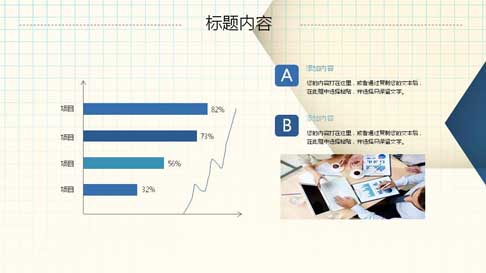 标题内容
项目 82%
项目 73%
项目 56%
项目 32%
A 添加内容
您的内容打在这里，或者通过复制您的文本后，
在此框中选择粘贴，并选择只保留文字。
B 添加内容
您的内容打在这里，或者通过复制您的文本后，
在此框中选择粘贴，并选择只保留文字。